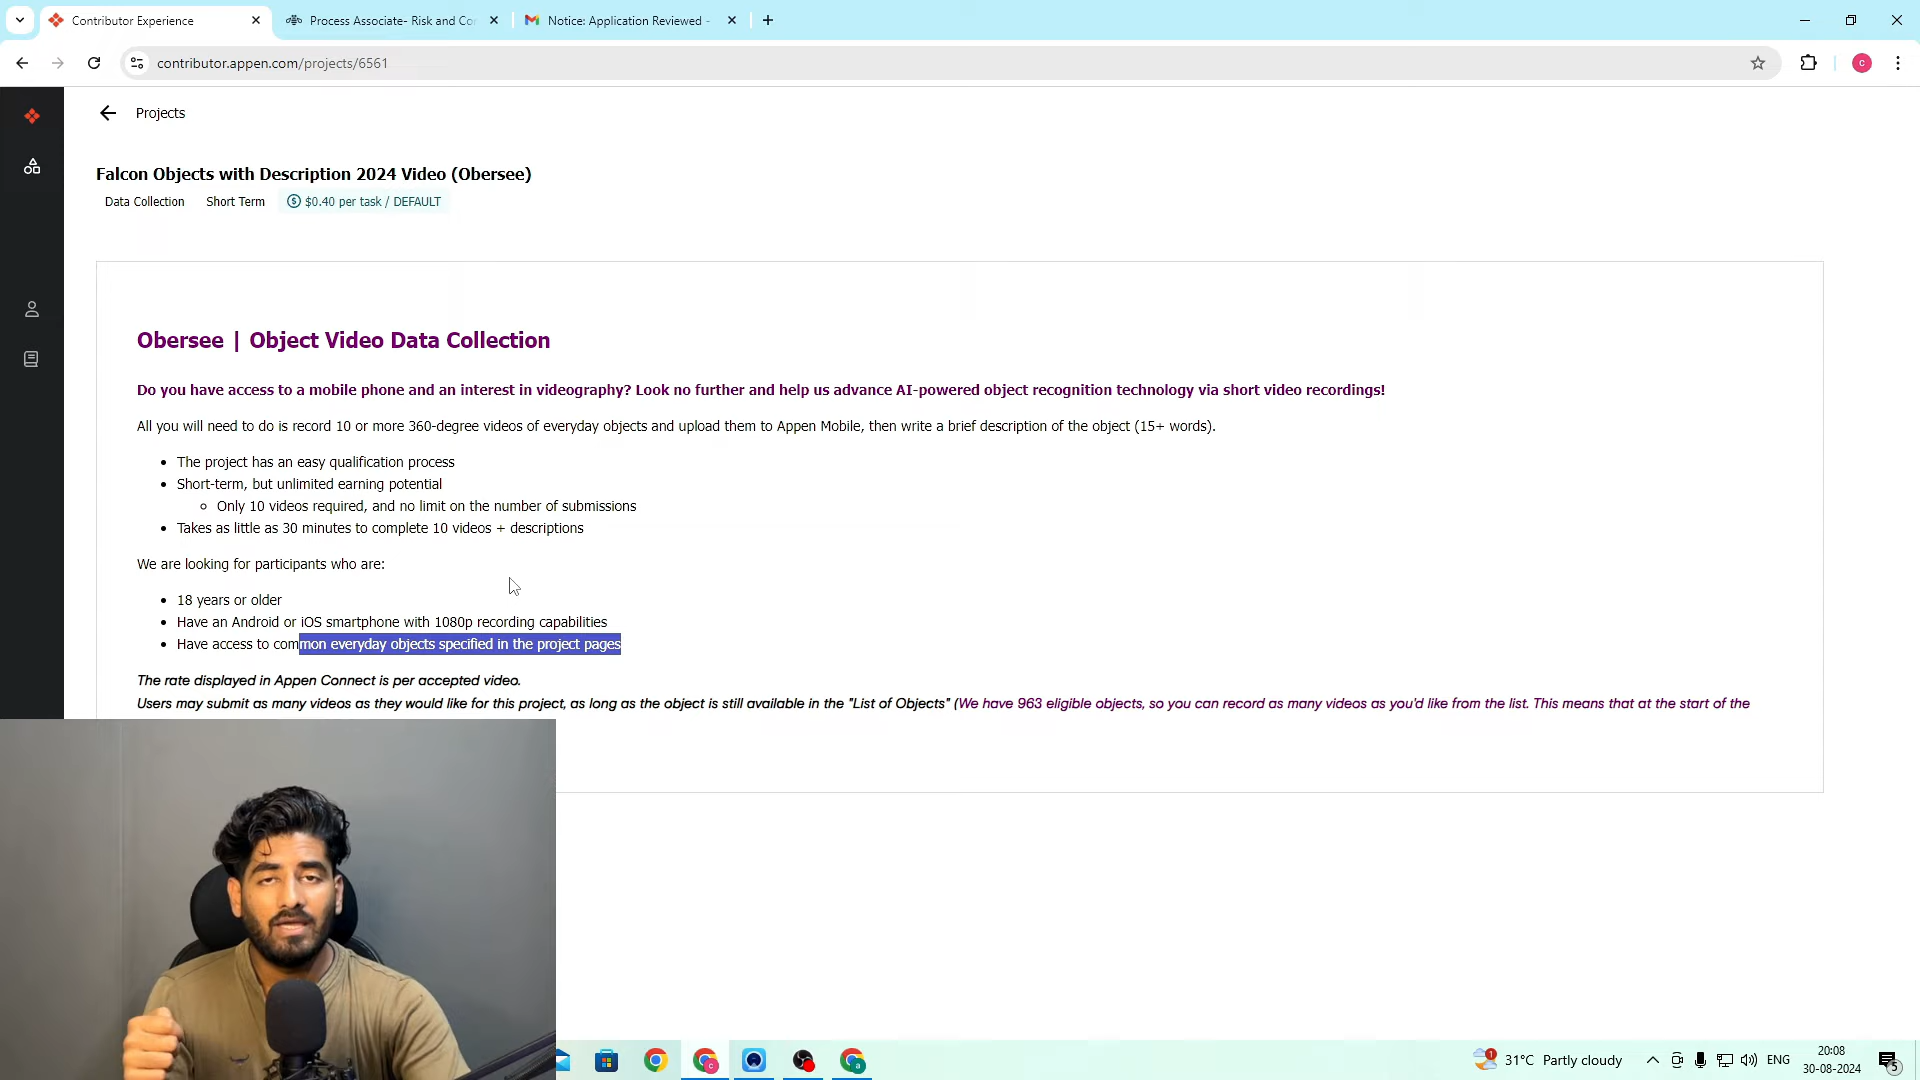 Contributor Experience
Process Associate- Risk and Co
Notice: Application Reviewed -
contributor.appen.com/projects/6561
C
Projects
Falcon Objects with Description 2024 Video (Obersee)
Data Collection Short Term $0.40 per task / DEFAULT
Obersee | Object Video Data Collection
Do you have access to a mobile phone and an interest in videography? Look no further and help us advance AI-powered object recognition technology via short video recordings!
All you will need to do is record 10 or more 360-degree videos of everyday objects and upload them to Appen Mobile, then write a brief description of the object (15+ words).
The project has an easy qualification process
Short-term, but unlimited earning potential
Only 10 videos required, and no limit on the number of submissions
Takes as little as 30 minutes to complete 10 videos + descriptions
We are looking for participants who are:
18 years or older
Have an Android or iOS smartphone with 1080p recording capabilities
Have access to common everyday objects specified in the project pages
The rate displayed in Appen Connect is per accepted video.
Users may submit as many videos as they would like for this project, as long as the object is still available in the "List of Objects" (We have 963 eligible objects, so you can record as many videos as you'd like from the list. This means that at the start of the
1
31°C Partly cloudy
ENG
20:08
30-08-2024
5